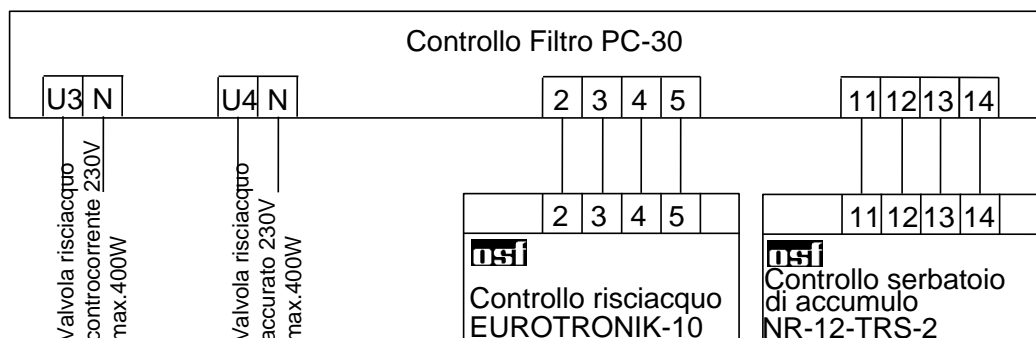 Controllo Filtro PC-30
U3 N
U4 N
2 3 4 5
11 12 13 14
Valvola risciacquo
controcorrente 230V
max.400W
Valvola risciacquo
accurato 230V
max.400W
2 3 4 5
osf
Controllo risciacquo
EUROTRONIK-10
11 12 13 14
osf
Controllo serbatoio
di accumulo
NR-12-TRS-2